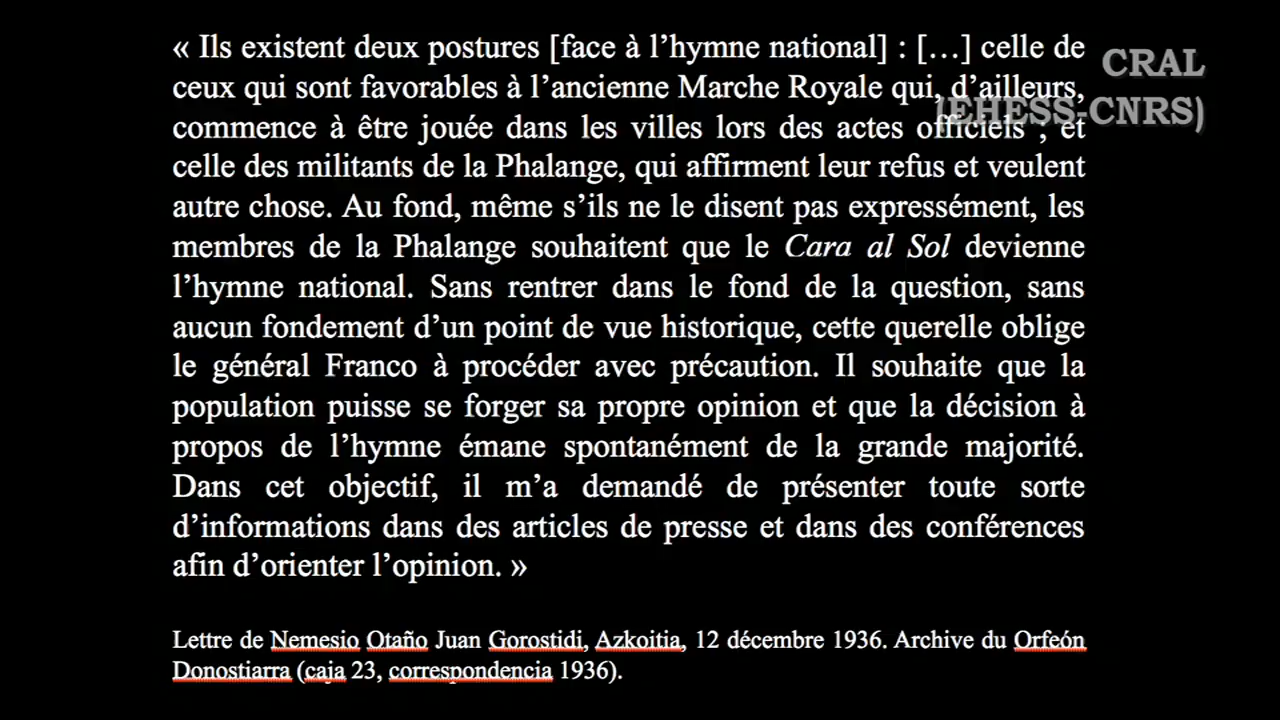 « Ils existent deux postures [face à l’hymne national] : […] celle de
ceux qui sont favorables à l’ancienne Marche Royale qui, d’ailleurs,
commence à être jouée dans les villes lors des actes officiels ; et
celle des militants de la Phalange, qui affirment leur refus et veulent
autre chose. Au fond, même s’ils ne le disent pas expressément, les
membres de la Phalange souhaitent que le Cara al Sol devienne
l’hymne national. Sans rentrer dans le fond de la question, sans
aucun fondement d’un point de vue historique, cette querelle oblige
le général Franco à procéder avec précaution. Il souhaite que la
population puisse se forger sa propre opinion et que la décision à
propos de l’hymne émane spontanément de la grande majorité.
Dans cet objectif, il m’a demandé de présenter toute sorte
d’informations dans des articles de presse et dans des conférences
afin d’orienter l’opinion. »
Lettre de Nemesio Otaño Juan Gorostidi, Azkoitia, 12 décembre 1936. Archive du Orfeón
Donostiarra (caja 23, correspondencia 1936).
CRAL
(EHESS-CNRS)